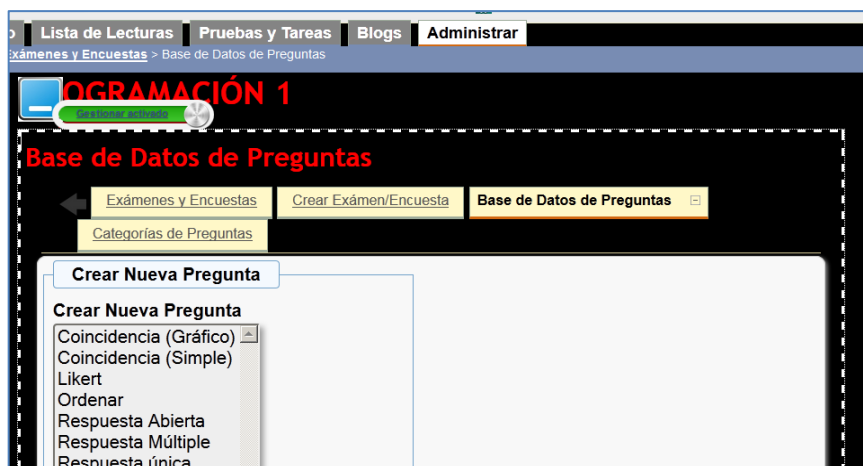 Lista de Lecturas Pruebas y Tareas Blogs Administrar
Exámenes y Encuestas > Base de Datos de Preguntas
OGRAMACIÓN 1
Gestionar activado
Base de Datos de Preguntas
Exámenes y Encuestas Crear Exámen/Encuesta Base de Datos de Preguntas
Categorías de Preguntas
Crear Nueva Pregunta
Crear Nueva Pregunta
Coincidencia (Gráfico)
Coincidencia (Simple)
Likert
Ordenar
Respuesta Abierta
Respuesta Múltiple
Respuesta única